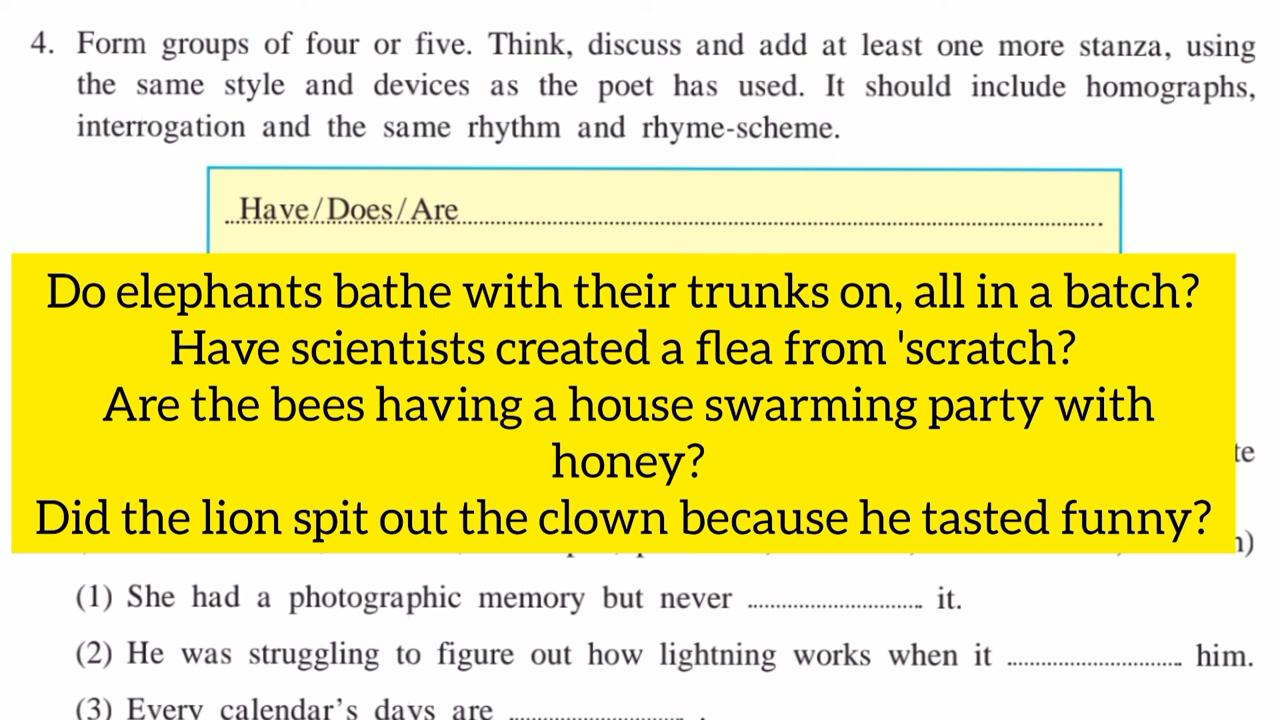 4. Form groups of four or five. Think, discuss and add at least one more stanza, using
the same style and devices as the poet has used. It should include homographs,
interrogation and the same rhythm and rhyme-scheme.
Have/Does/Are
Do elephants bathe with their trunks on, all in a batch?
Have scientists created a flea from 'scratch?
Are the bees having a house swarming party with
honey?
Did the lion spit out the clown because he tasted funny?
(1) She had a photographic memory but never .............................. it.
(2) He was struggling to figure out how lightning works when it .............................. him.
(3) Every calendar's days are .............................. .